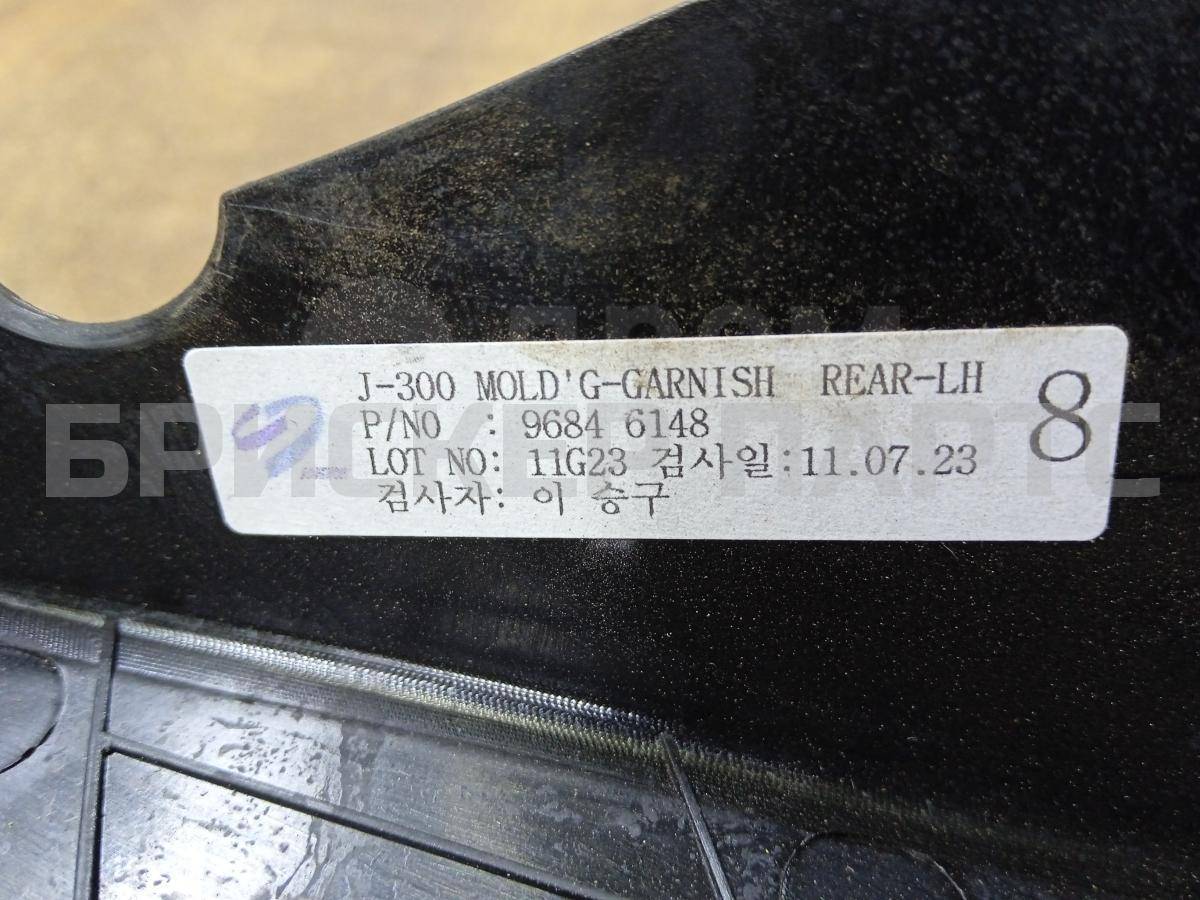 J-300 MOLD'G-GARNISH REAR-LH
8
P/NO : 9684 6148
LOT NO: 11G23 검사일:11.07.23
검사자: 이 승구